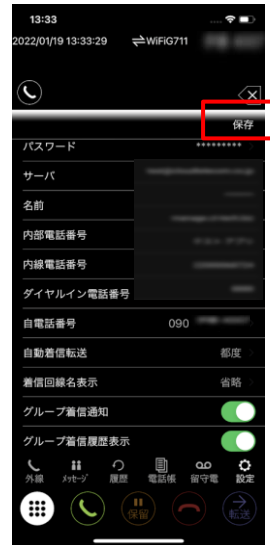 13:33
2022/01/19 13:33:29 WiFiG711
保存
パスワード *********
サーバ
名前
内部電話番号
内線電話番号
ダイヤルイン電話番号
自電話番号 090
自動着信転送 都度
着信回線名表示 省略
グループ着信通知
グループ着信履歴表示
外線 メッセージ 履歴 電話帳 留守電 設定
保留 転送